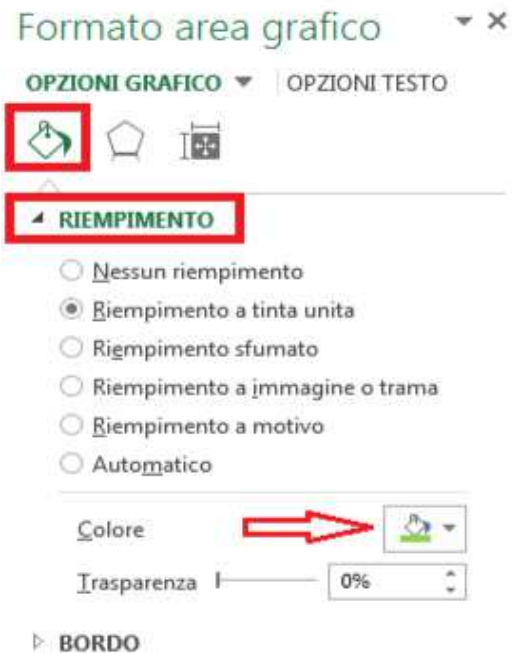 Formato area grafico
OPZIONI GRAFICO OPZIONI TESTO
RIEMPIMENTO
Nessun riempimento
Riempimento a tinta unita
Riempimento sfumato
Riempimento a immagine o trama
Riempimento a motivo
Automatico
Colore
Trasparenza 0%
BORDO